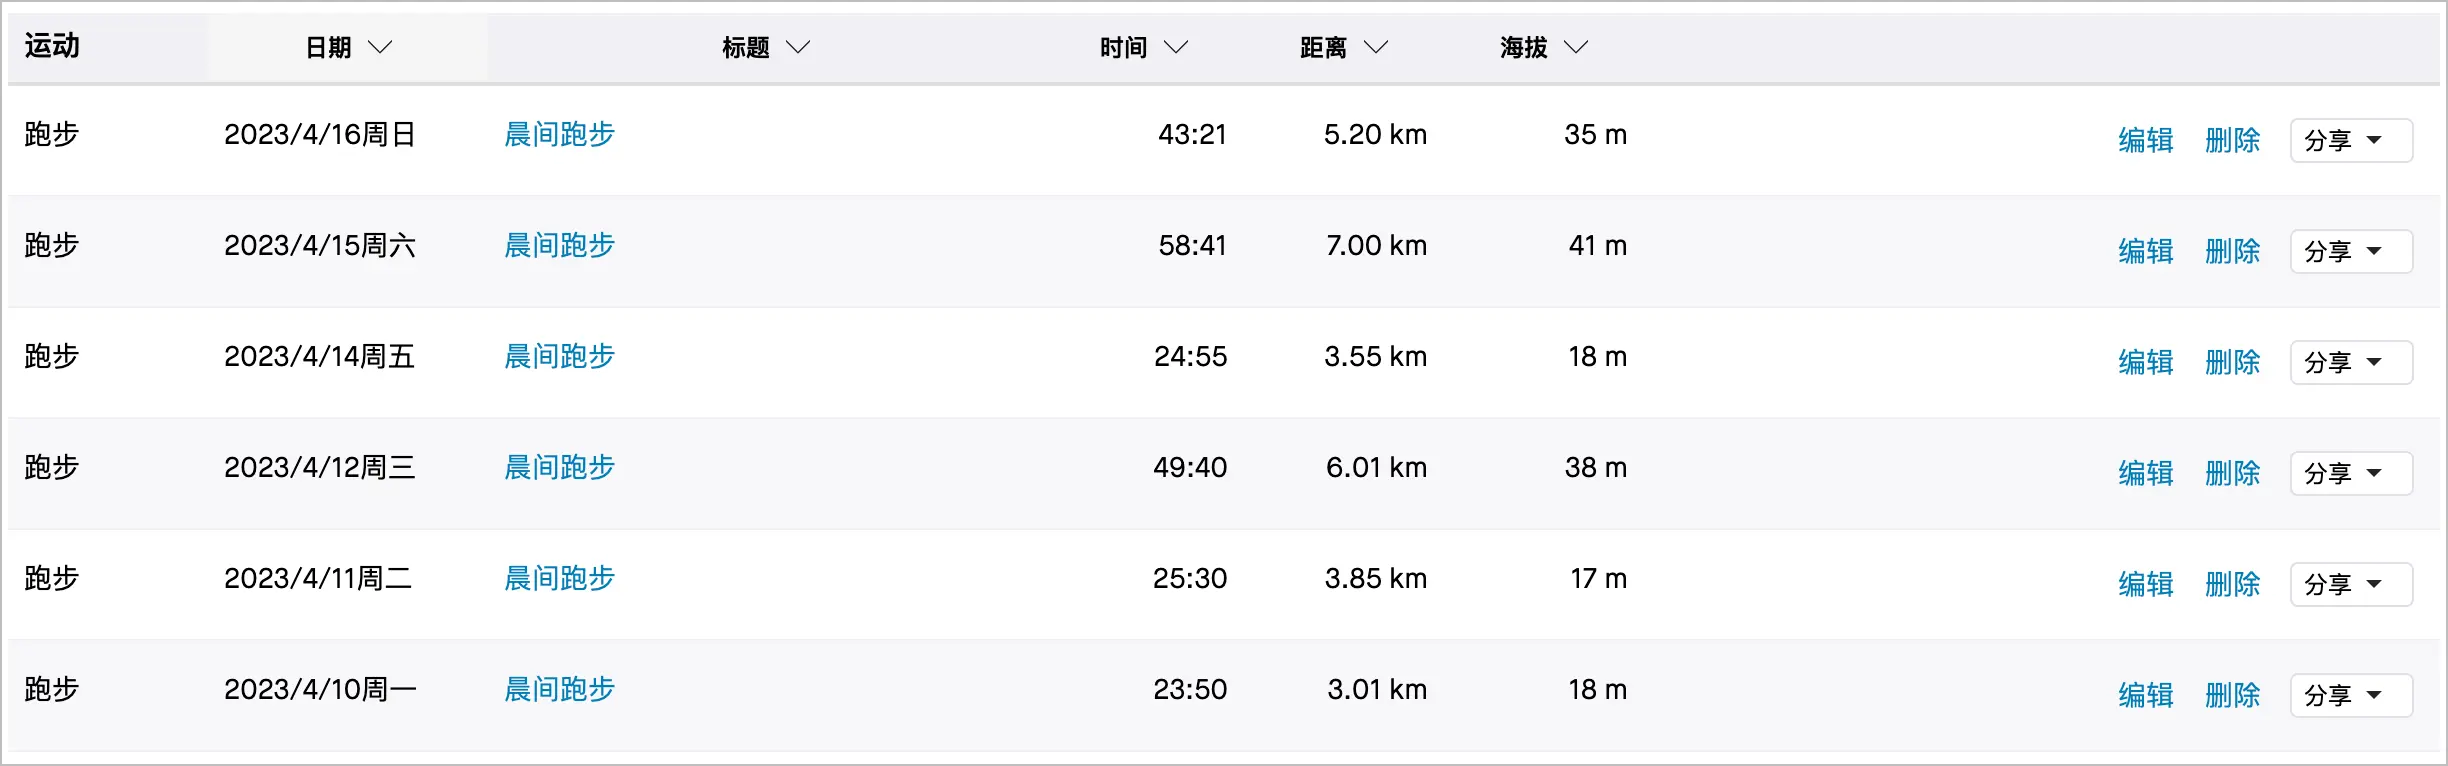 运动 日期 标题 时间 距离 海拔
跑步 2023/4/16周日 晨间跑步 43:21 5.20 km 35 m 编辑 删除 分享
跑步 2023/4/15周六 晨间跑步 58:41 7.00 km 41 m 编辑 删除 分享
跑步 2023/4/14周五 晨间跑步 24:55 3.55 km 18 m 编辑 删除 分享
跑步 2023/4/12周三 晨间跑步 49:40 6.01 km 38 m 编辑 删除 分享
跑步 2023/4/11周二 晨间跑步 25:30 3.85 km 17 m 编辑 删除 分享
跑步 2023/4/10周一 晨间跑步 23:50 3.01 km 18 m 编辑 删除 分享